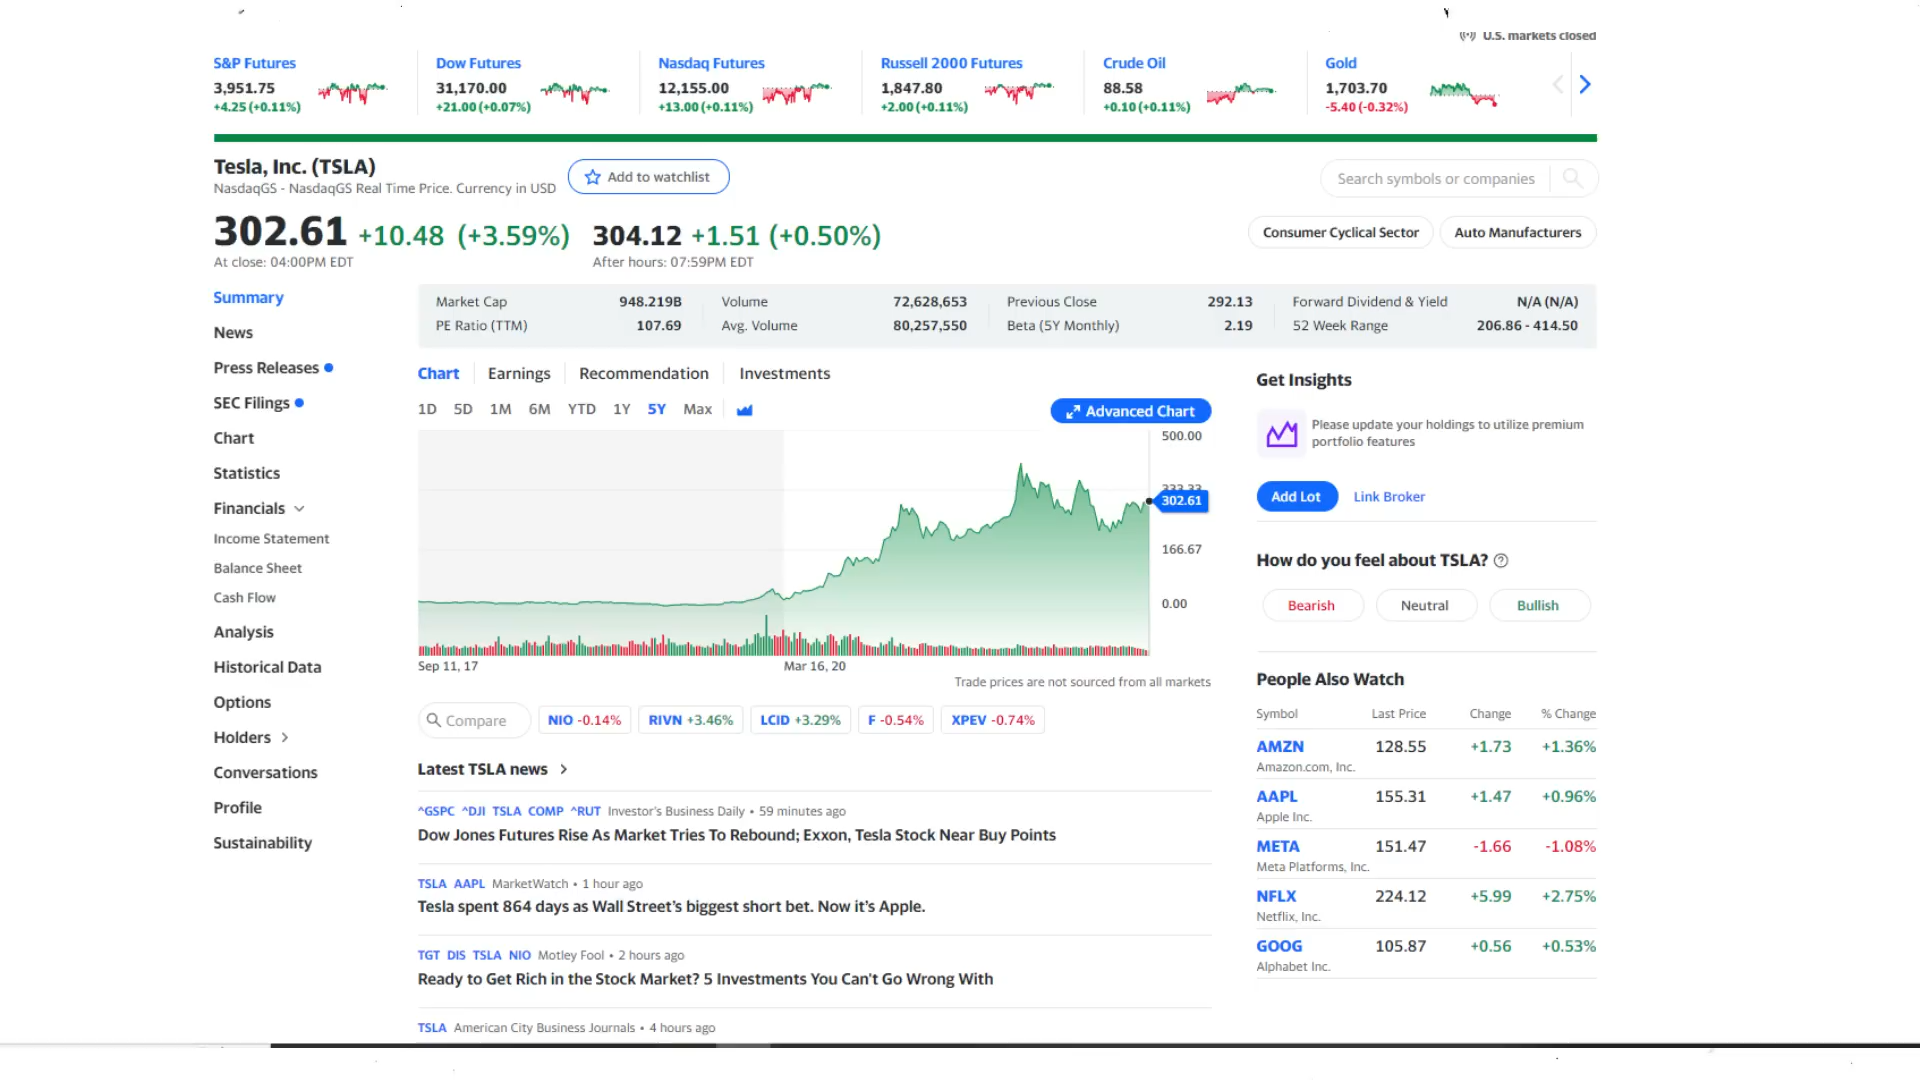 U.S. markets closed
S&P Futures
3,951.75
+4.25 (+0.11%)
Dow Futures
31,170.00
+21.00 (+0.07%)
Nasdaq Futures
12,155.00
+13.00 (+0.11%)
Russell 2000 Futures
1,847.80
+2.00 (+0.11%)
Crude Oil
88.58
+0.10 (+0.11%)
Gold
1,703.70
-5.40 (-0.32%)
Tesla, Inc. (TSLA)
NasdaqGS - NasdaqGS Real Time Price. Currency in USD
Add to watchlist
Search symbols or companies
302.61 +10.48 (+3.59%)
At close: 04:00PM EDT
304.12 +1.51 (+0.50%)
After hours: 07:59PM EDT
Consumer Cyclical Sector
Auto Manufacturers
Summary
News
Press Releases
SEC Filings
Chart
Statistics
Financials
Income Statement
Balance Sheet
Cash Flow
Analysis
Historical Data
Options
Holders
Conversations
Profile
Sustainability
Market Cap 948.219B
PE Ratio (TTM) 107.69
Volume 72,628,653
Avg. Volume 80,257,550
Previous Close 292.13
Beta (5Y Monthly) 2.19
Forward Dividend & Yield N/A (N/A)
52 Week Range 206.86 - 414.50
Chart Earnings Recommendation Investments
1D 5D 1M 6M YTD 1Y 5Y Max
Advanced Chart
500.00
333.33
302.61
166.67
0.00
Sep 11, 17 Mar 16, 20
Trade prices are not sourced from all markets
Compare
NIO -0.14%
RIVN +3.46%
LCID +3.29%
F -0.54%
XPEV -0.74%
Latest TSLA news
^GSPC ^DJI TSLA COMP ^RUT Investor's Business Daily • 59 minutes ago
Dow Jones Futures Rise As Market Tries To Rebound; Exxon, Tesla Stock Near Buy Points
TSLA AAPL MarketWatch • 1 hour ago
Tesla spent 864 days as Wall Street's biggest short bet. Now it's Apple.
TGT DIS TSLA NIO Motley Fool • 2 hours ago
Ready to Get Rich in the Stock Market? 5 Investments You Can't Go Wrong With
TSLA American City Business Journals • 4 hours ago
Get Insights
Please update your holdings to utilize premium
portfolio features
Add Lot
Link Broker
How do you feel about TSLA?
Bearish
Neutral
Bullish
People Also Watch
Symbol Last Price Change % Change
AMZN 128.55 +1.73 +1.36%
Amazon.com, Inc.
AAPL 155.31 +1.47 +0.96%
Apple Inc.
META 151.47 -1.66 -1.08%
Meta Platforms, Inc.
NFLX 224.12 +5.99 +2.75%
Netflix, Inc.
GOOG 105.87 +0.56 +0.53%
Alphabet Inc.